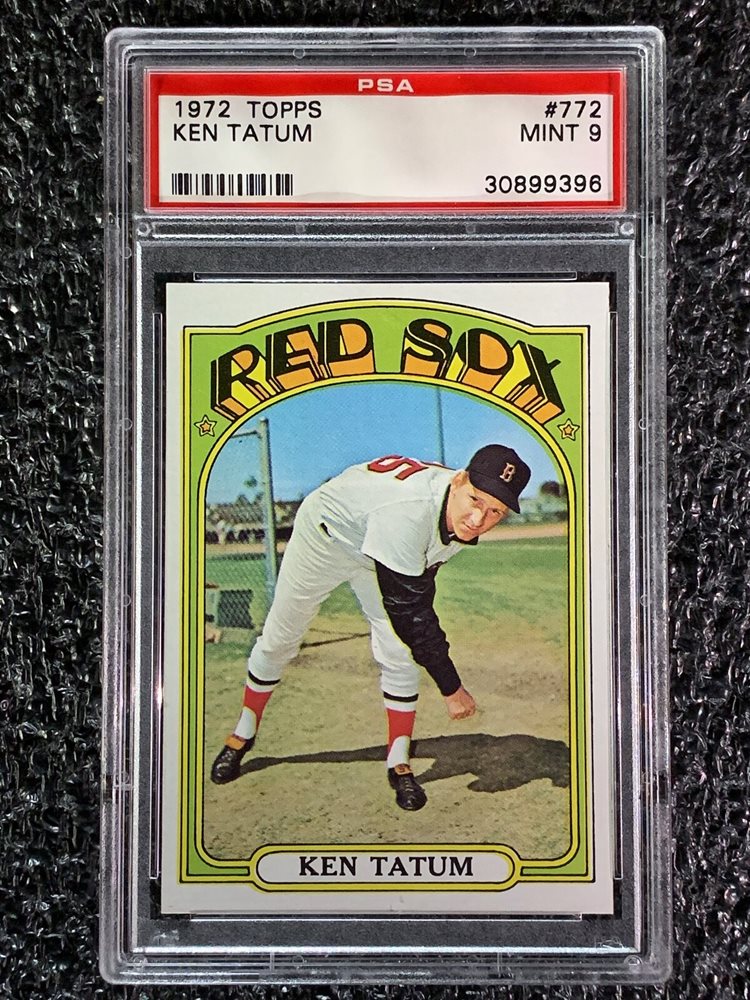 PSA
1972 TOPPS #772
KEN TATUM MINT 9
30899396
RED SOX
B
KEN TATUM